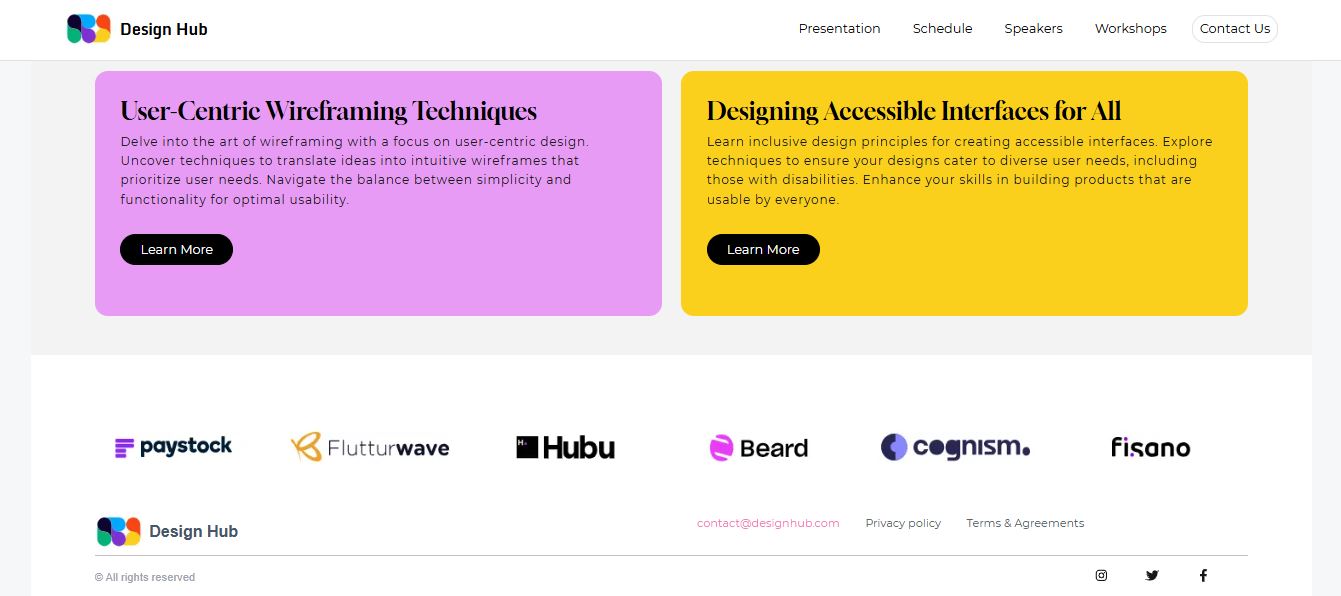 Design Hub
Presentation
Schedule
Speakers
Workshops
Contact Us
User-Centric Wireframing Techniques
Delve into the art of wireframing with a focus on user-centric design.
Uncover techniques to translate ideas into intuitive wireframes that
prioritize user needs. Navigate the balance between simplicity and
functionality for optimal usability.
Learn More
Designing Accessible Interfaces for All
Learn inclusive design principles for creating accessible interfaces. Explore
techniques to ensure your designs cater to diverse user needs, including
those with disabilities. Enhance your skills in building products that are
usable by everyone.
Learn More
paystock
Flutturwave
Hubu
Beard
cognism.
fisano
Design Hub
contact@designhub.com
Privacy policy
Terms & Agreements
© All rights reserved